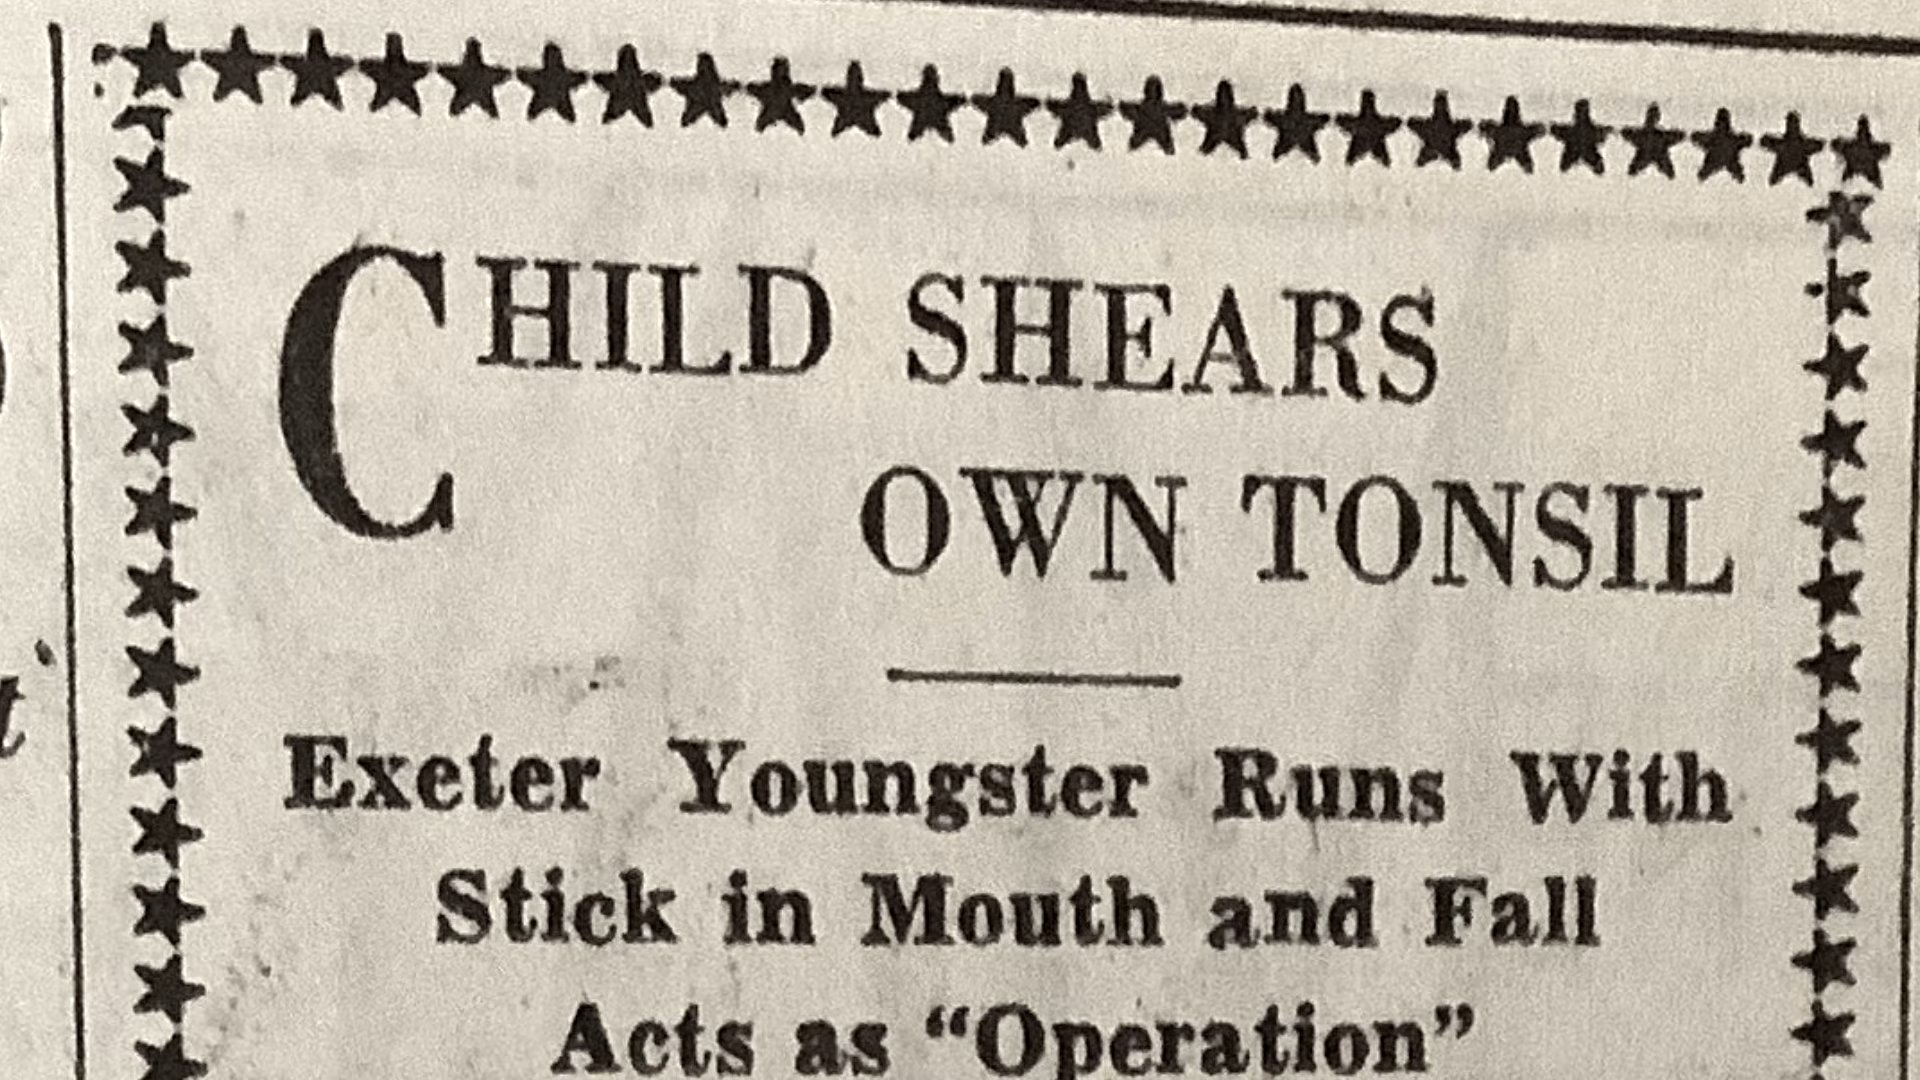 CHILD SHEARS
OWN TONSIL
Exeter Youngster Runs With
Stick in Mouth and Fall
Acts as “Operation”